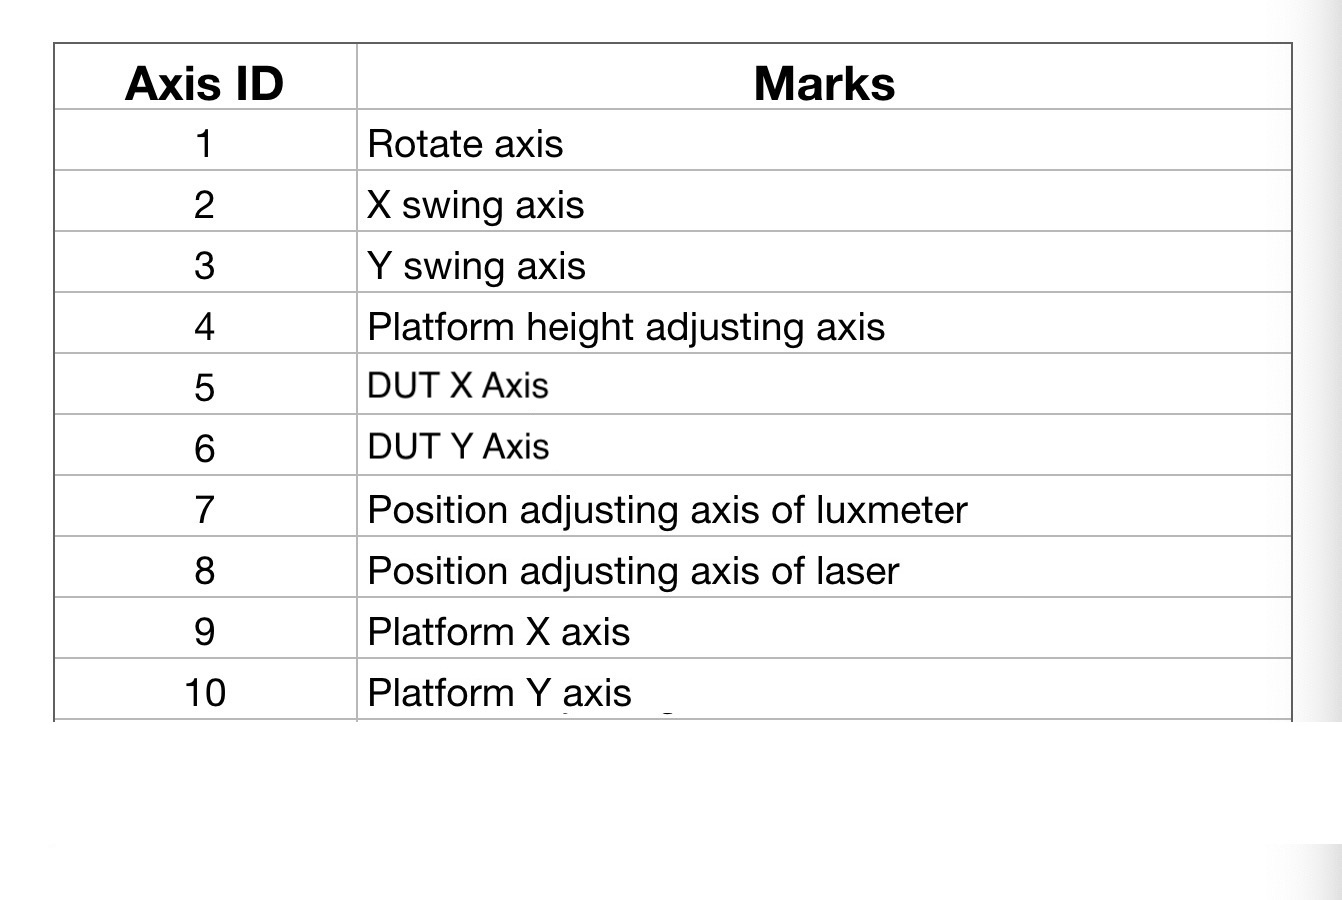 Axis ID Marks
1 Rotate axis
2 X swing axis
3 Y swing axis
4 Platform height adjusting axis
5 DUT X Axis
6 DUT Y Axis
7 Position adjusting axis of luxmeter
8 Position adjusting axis of laser
9 Platform X axis
10 Platform Y axis